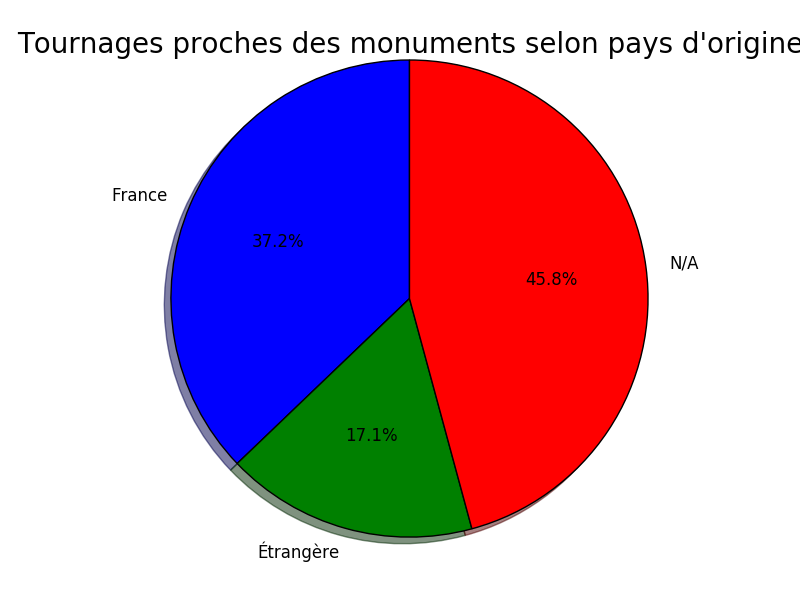 Tournages proches des monuments selon pays d'origine
France
37.2%
N/A
45.8%
17.1%
Étrangère